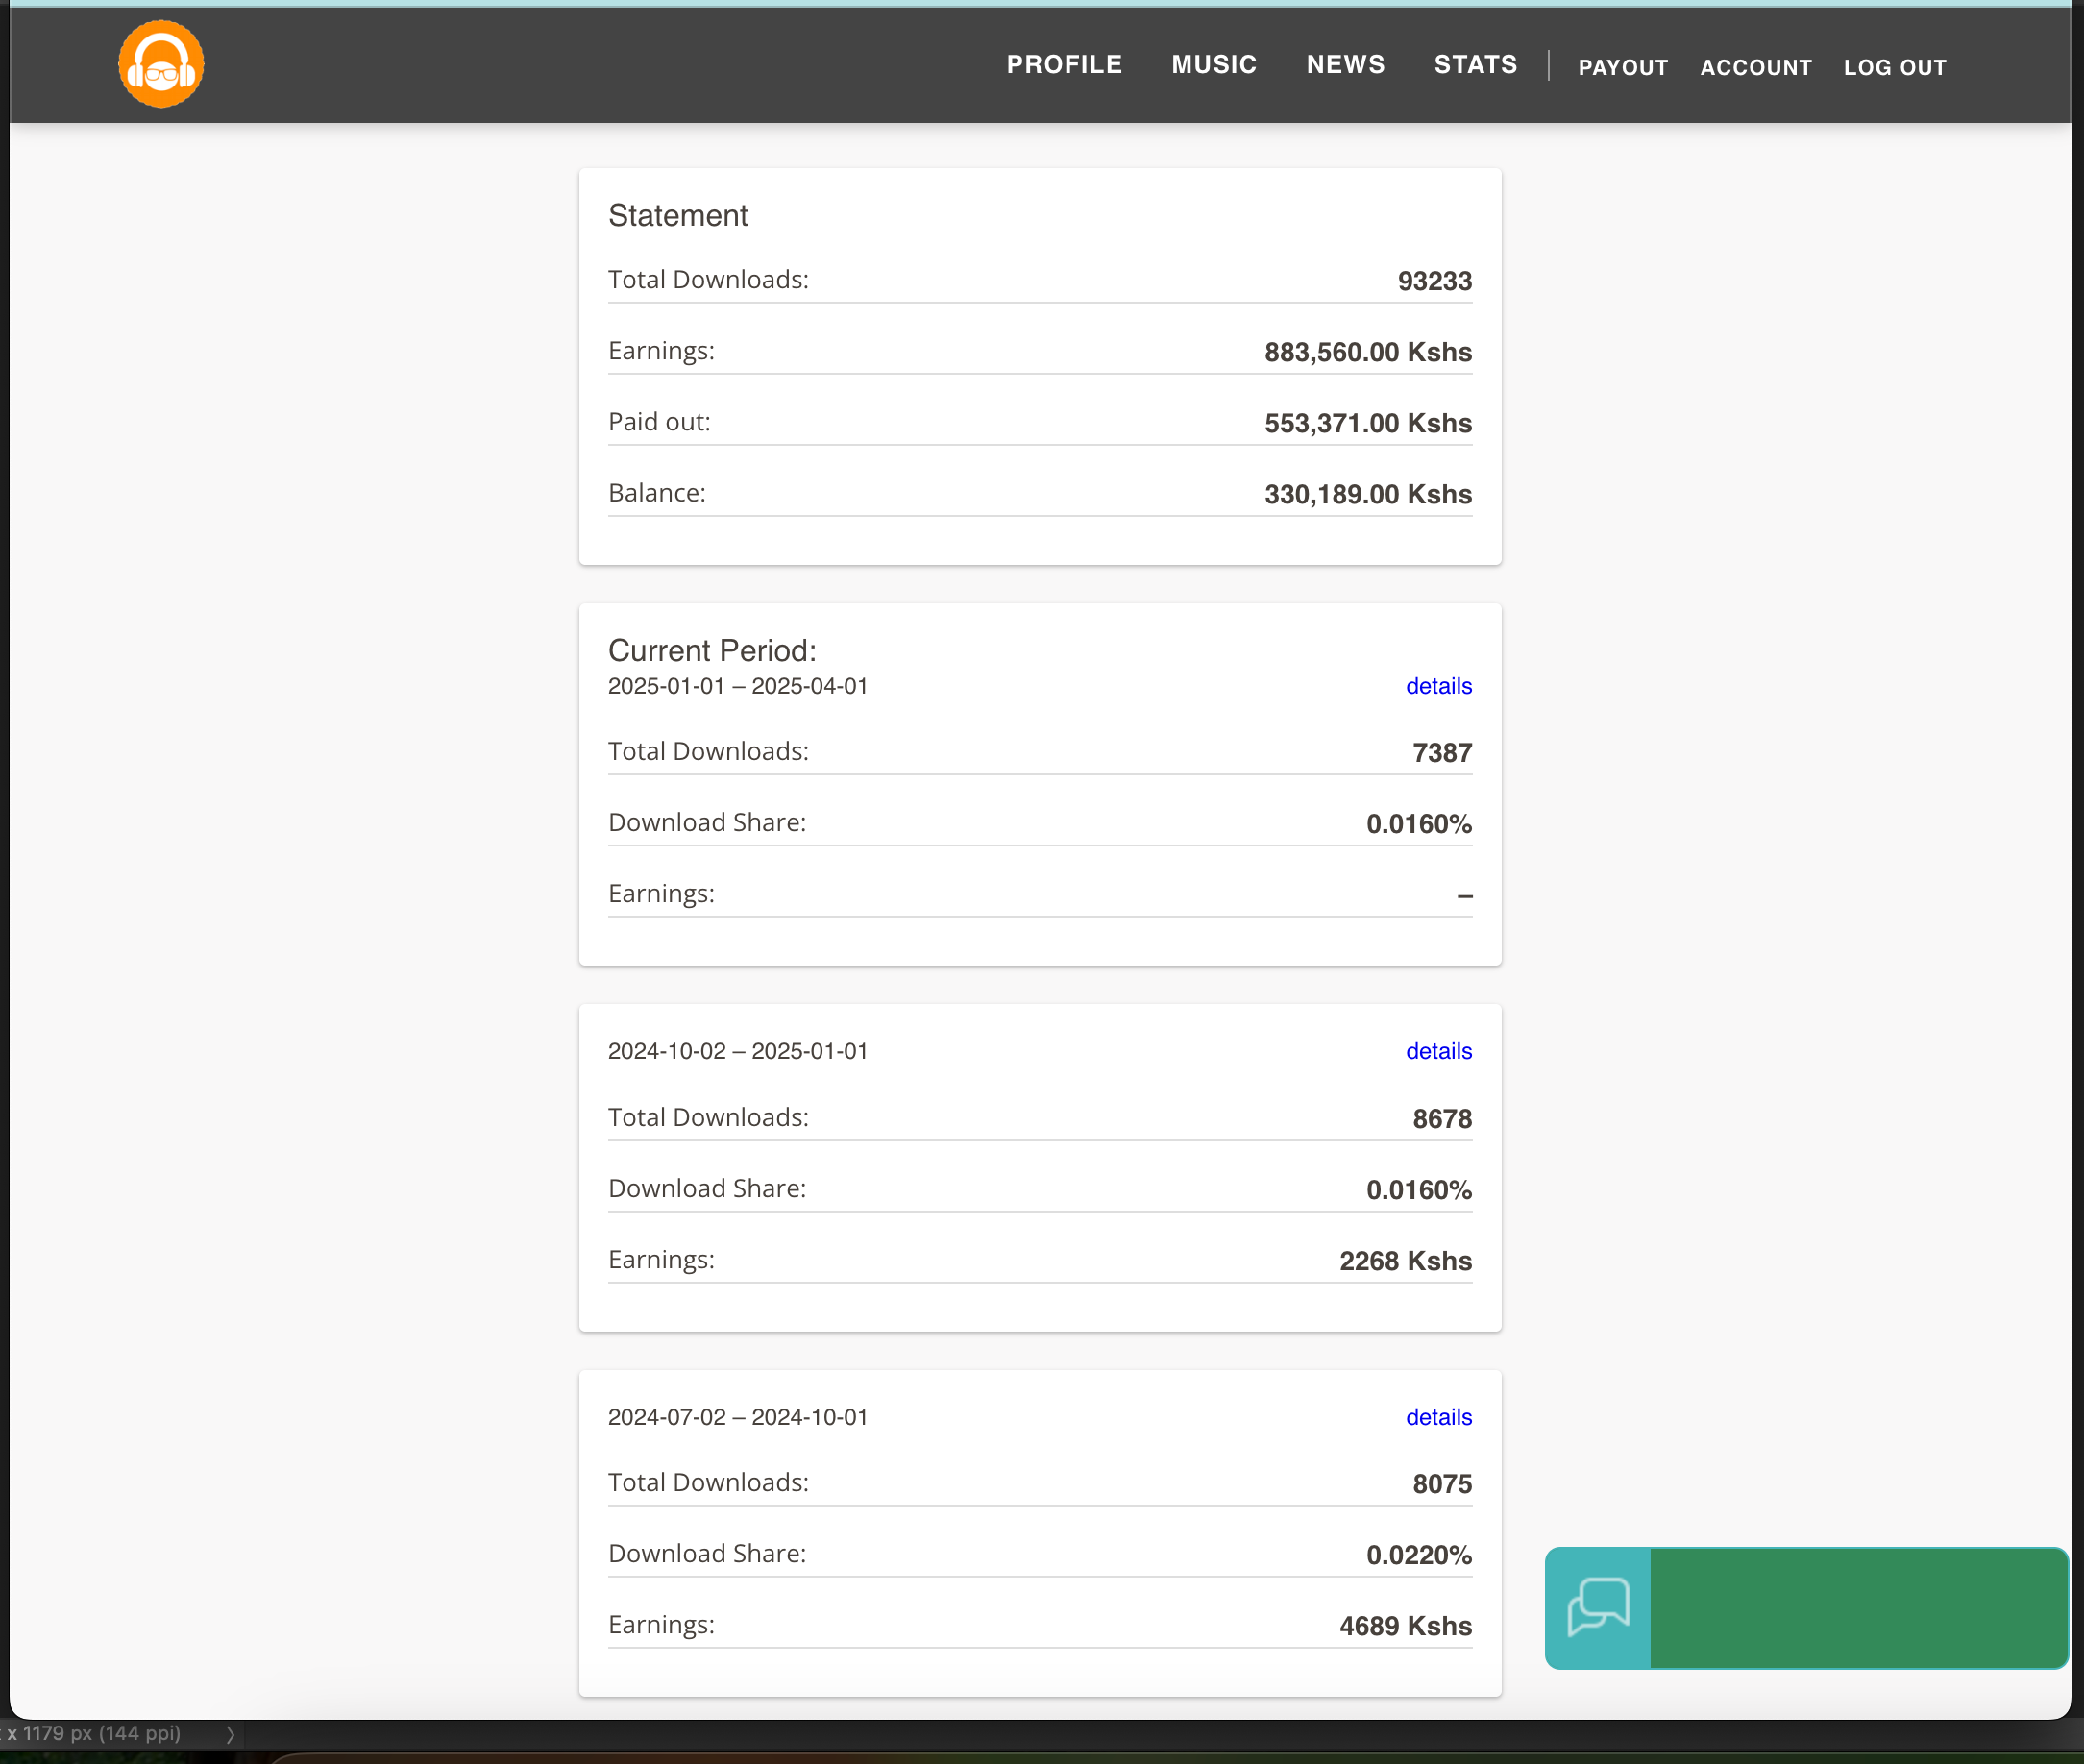 PROFILE MUSIC NEWS STATS PAYOUT ACCOUNT LOG OUT
Statement
Total Downloads: 93233
Earnings: 883,560.00 Kshs
Paid out: 553,371.00 Kshs
Balance: 330,189.00 Kshs
Current Period:
2025-01-01 – 2025-04-01 details
Total Downloads: 7387
Download Share: 0.0160%
Earnings: –
2024-10-02 – 2025-01-01 details
Total Downloads: 8678
Download Share: 0.0160%
Earnings: 2268 Kshs
2024-07-02 – 2024-10-01 details
Total Downloads: 8075
Download Share: 0.0220%
Earnings: 4689 Kshs
x 1179 px (144 ppi)